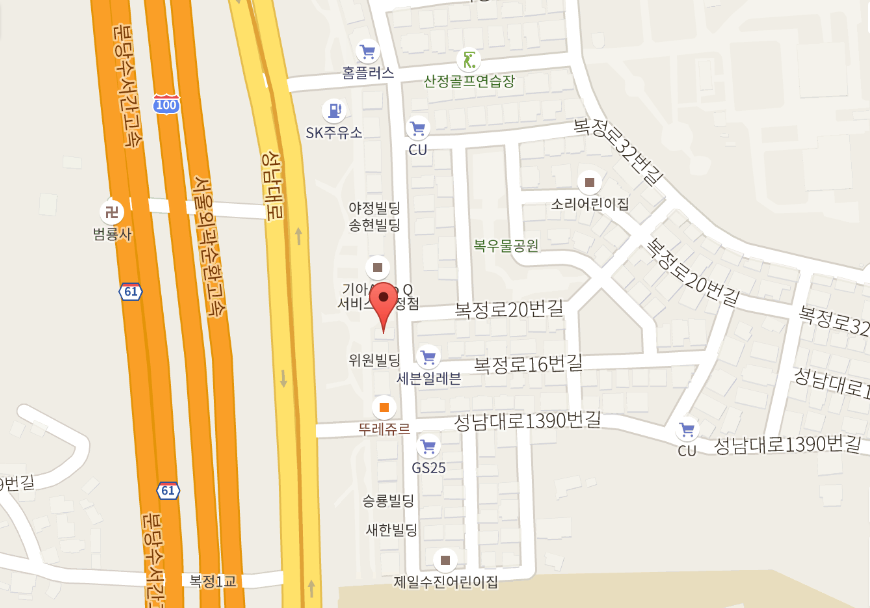 분당수서간고속
100
홈플러스
산정골프연습장
SK주유소
CU
성남대로
복정로32번길
서울외곽순환고속
소리어린이집
야정빌딩
송현빌딩
범룡사
복우물공원
복정로20번길
61
Q
서비스
정점
복정로20번길
복정로32
위원빌딩
복정로16번길
세븐일레븐
성남대로1
뚜레쥬르
성남대로1390번길
CU
성남대로1390번길
GS25
9번길
61
승룡빌딩
분당수서간
새한빌딩
복정1교
제일수진어린이집